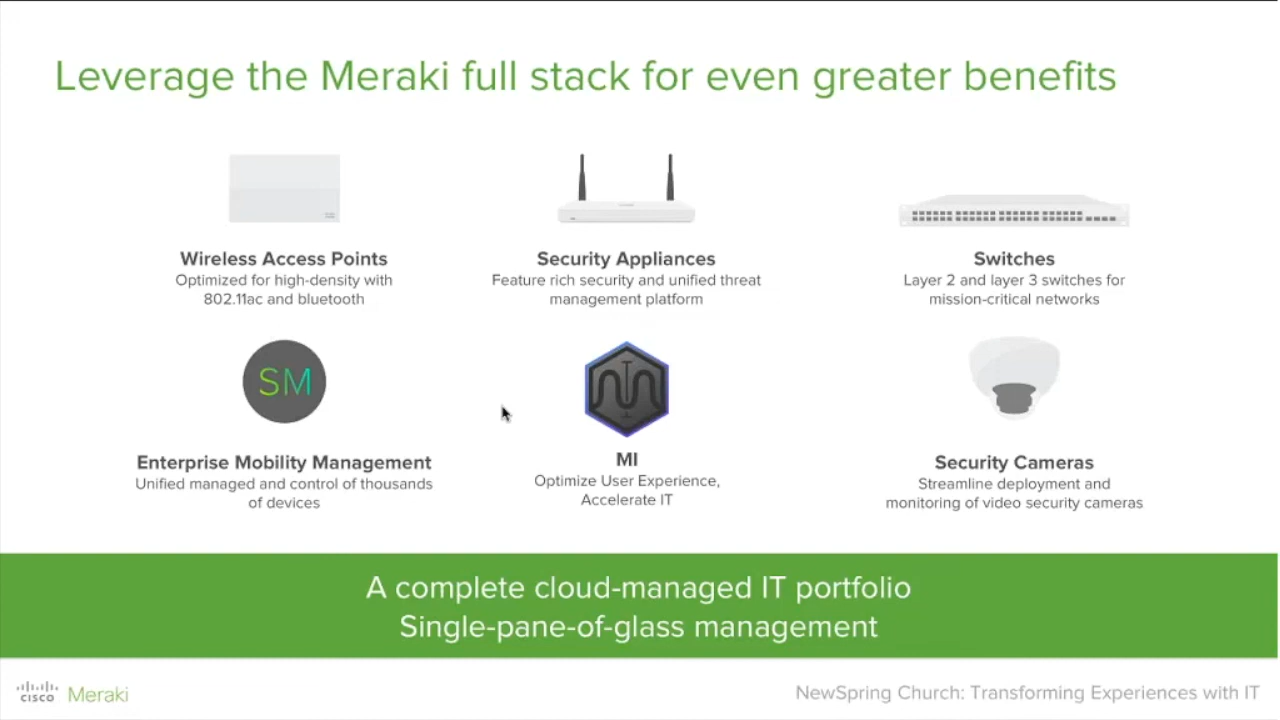 Leverage the Meraki full stack for even greater benefits
Wireless Access Points
Optimized for high-density with
802.11ac and bluetooth
Security Appliances
Feature rich security and unified threat
management platform
Switches
Layer 2 and layer 3 switches for
mission-critical networks
SM
Enterprise Mobility Management
Unified managed and control of thousands
of devices
MI
Optimize User Experience,
Accelerate IT
Security Cameras
Streamline deployment and
monitoring of video security cameras
A complete cloud-managed IT portfolio
Single-pane-of-glass management
cisco Meraki
NewSpring Church: Transforming Experiences with IT